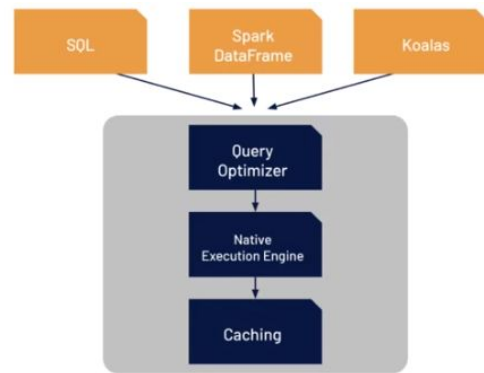 SQL
Spark
DataFrame
Koalas
Query
Optimizer
Native
Execution Engine
Caching